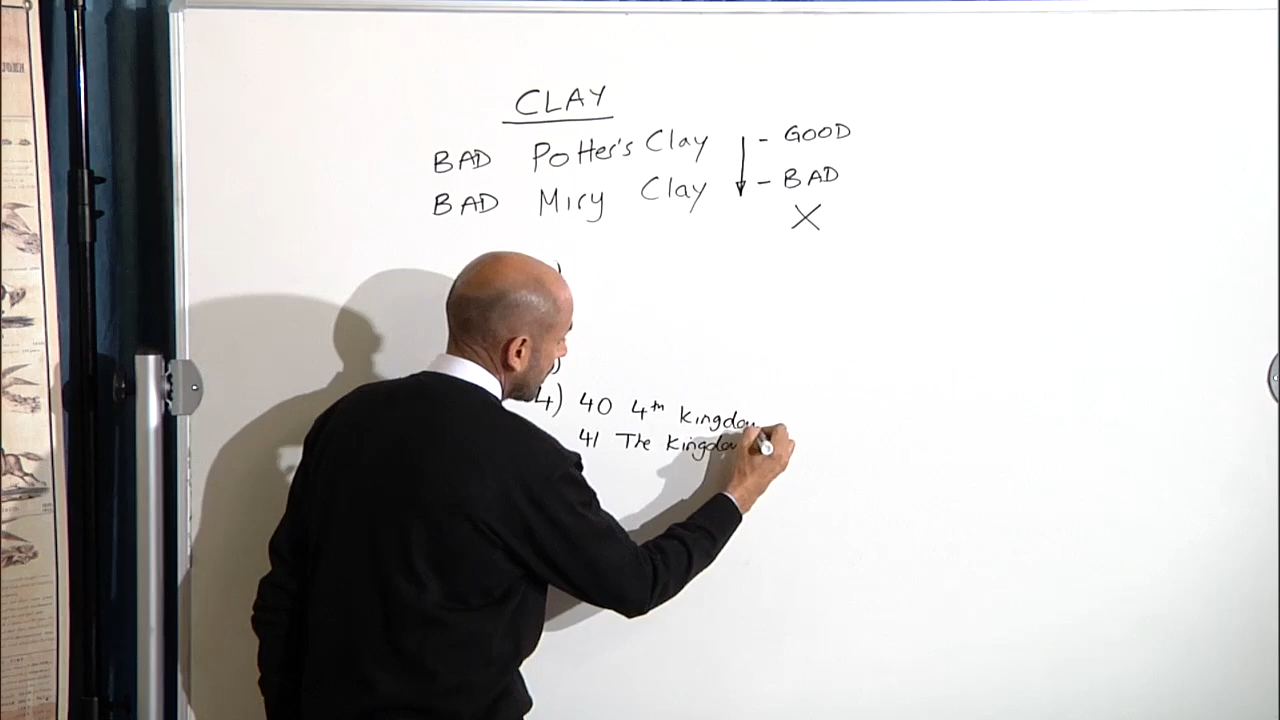 CLAY
BAD Potter's Clay - GOOD
BAD Miry Clay - BAD
X
)
)
4) 40 4th kingdom
41 The kingdom